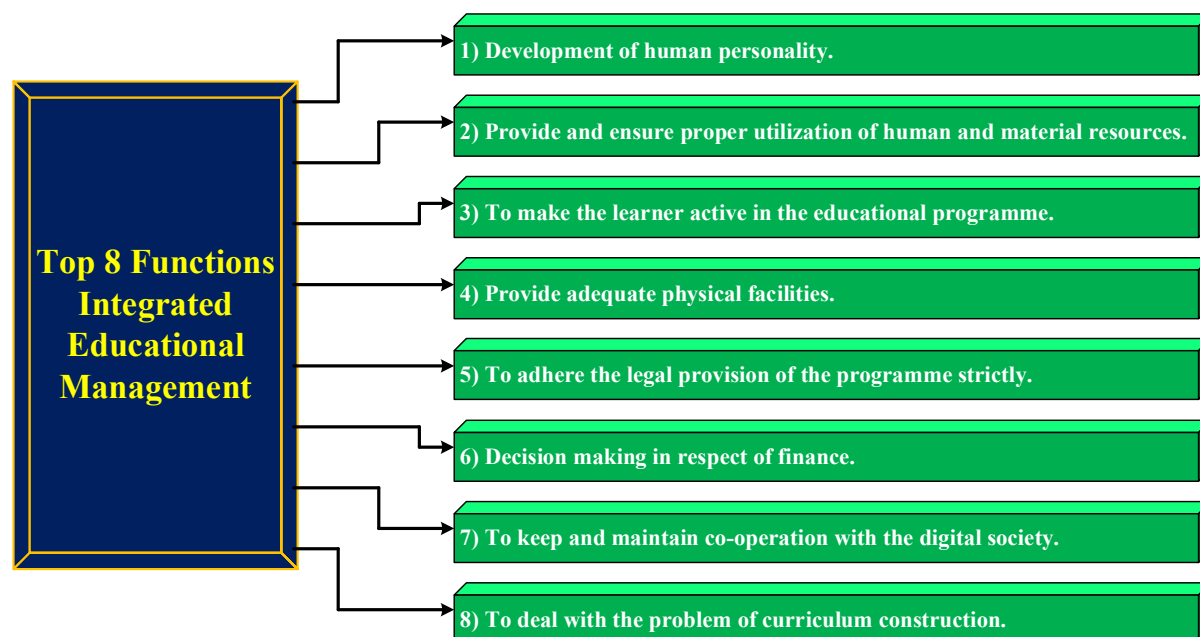 Top 8 Functions
Integrated
Educational
Management
1) Development of human personality.
2) Provide and ensure proper utilization of human and material resources.
3) To make the learner active in the educational programme.
4) Provide adequate physical facilities.
5) To adhere the legal provision of the programme strictly.
6) Decision making in respect of finance.
7) To keep and maintain co-operation with the digital society.
8) To deal with the problem of curriculum construction.